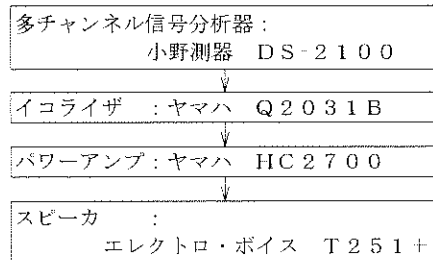 多チャンネル信号分析器：
小野測器　ＤＳ-２１００
イコライザ　：ヤマハ　Ｑ２０３１Ｂ
パワーアンプ：ヤマハ　ＨＣ２７００
スピーカ　　：
エレクトロ・ボイス　Ｔ２５１＋